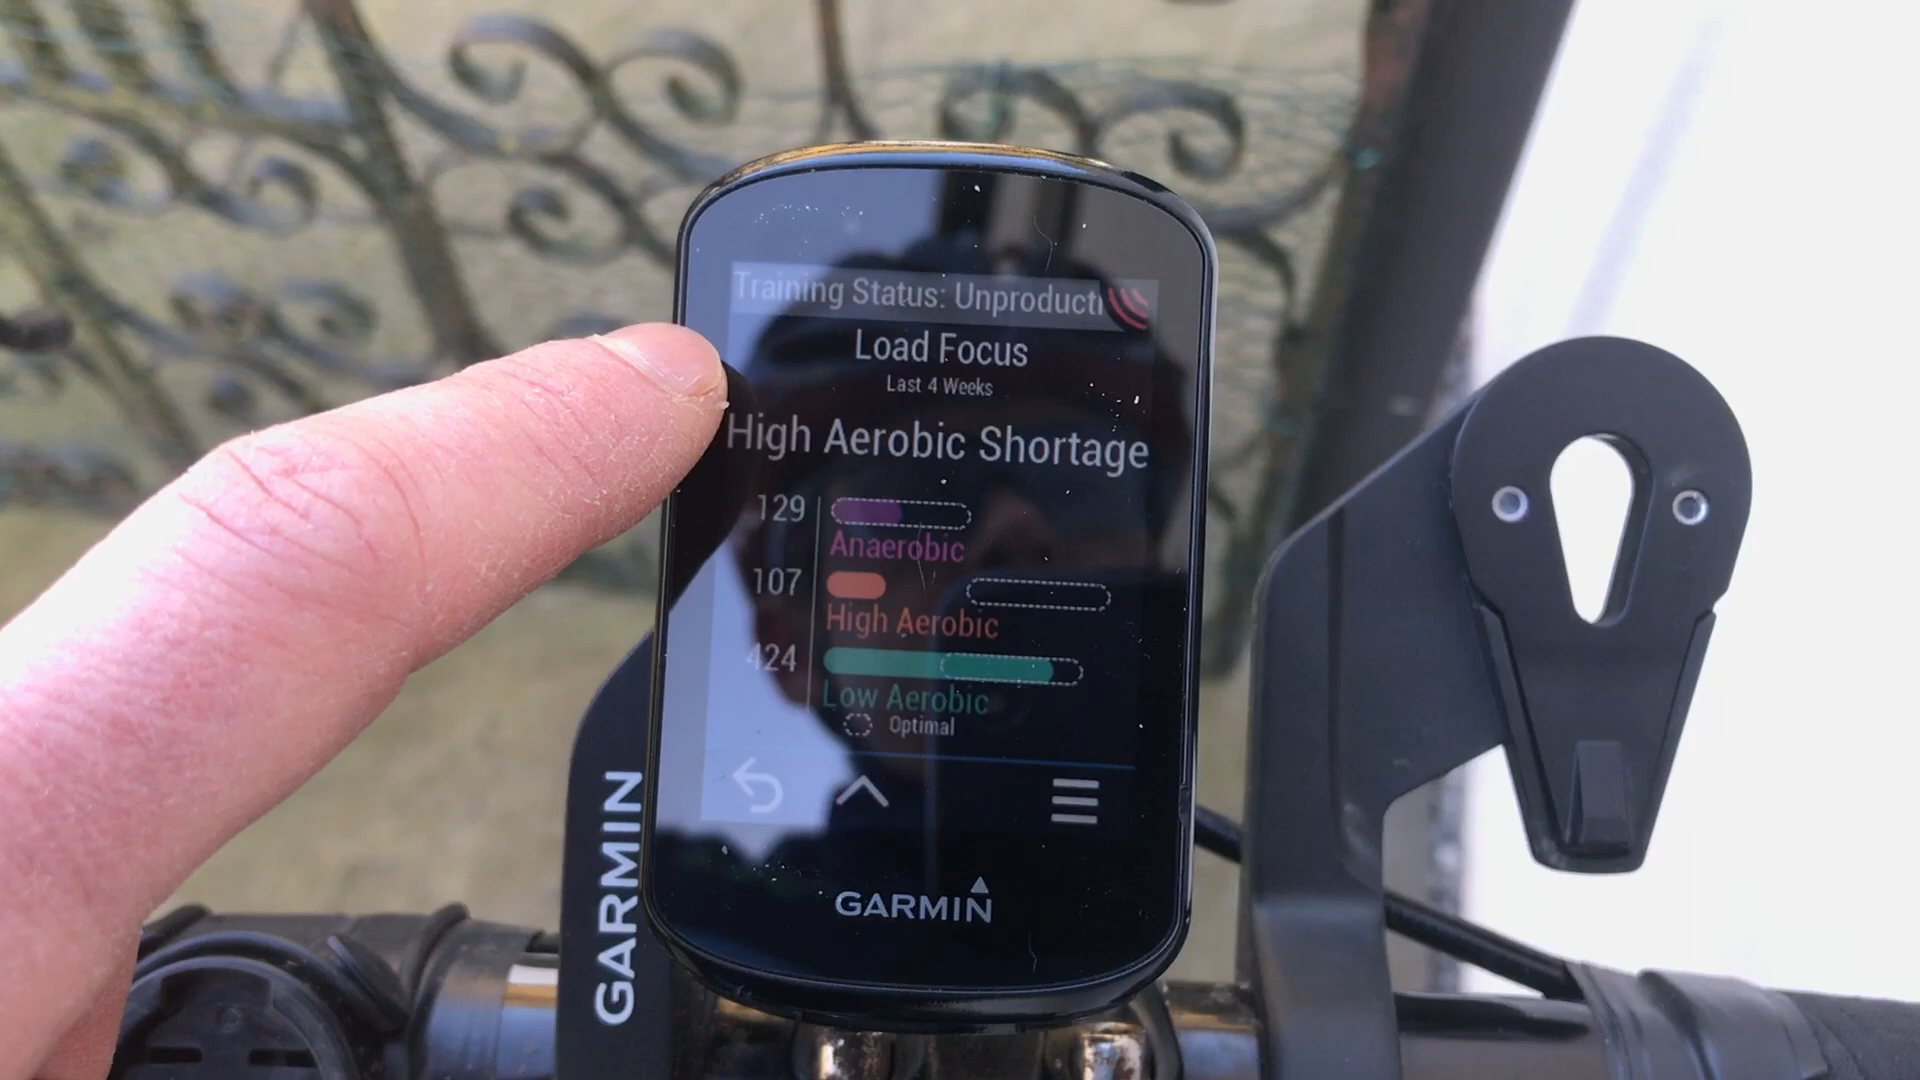 Training Status: Unproducti
Load Focus
Last 4 Weeks
High Aerobic Shortage
129
Anaerobic
107
High Aerobic
424
Low Aerobic
Optimal
GARMIN
GARMIN